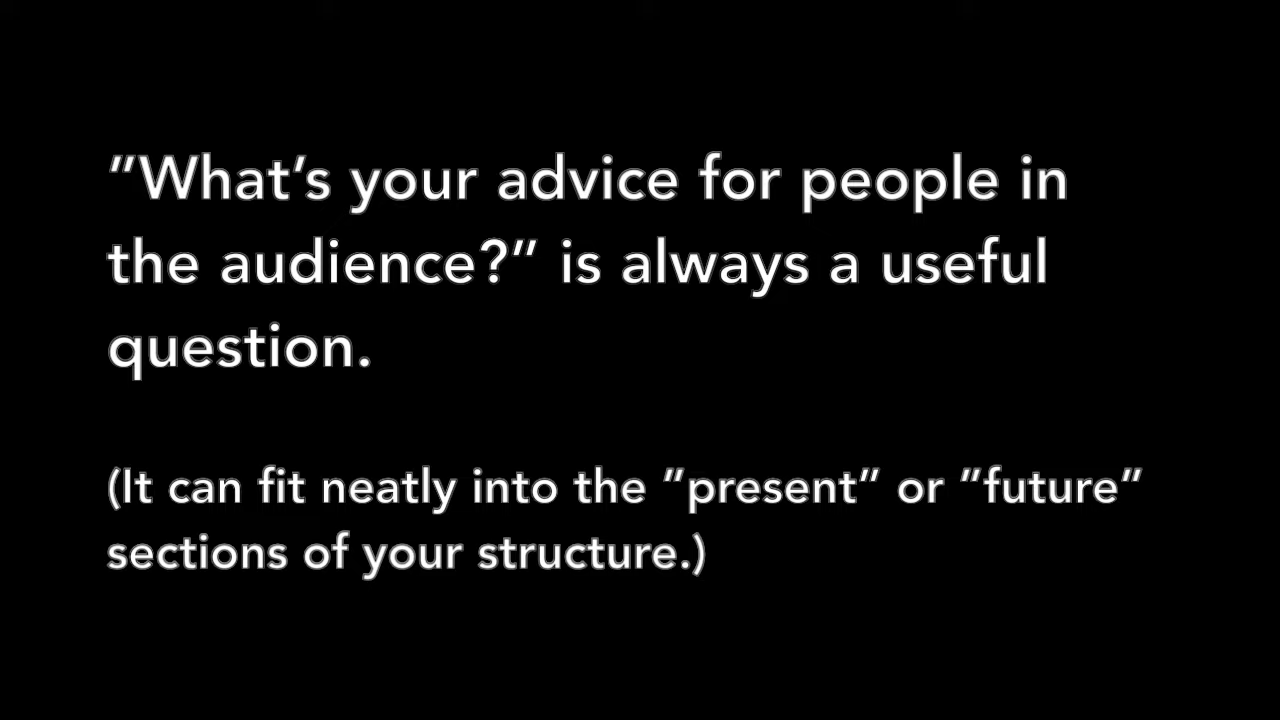 ”What’s your advice for people in
the audience?” is always a useful
question.
(It can fit neatly into the ”present” or ”future”
sections of your structure.)